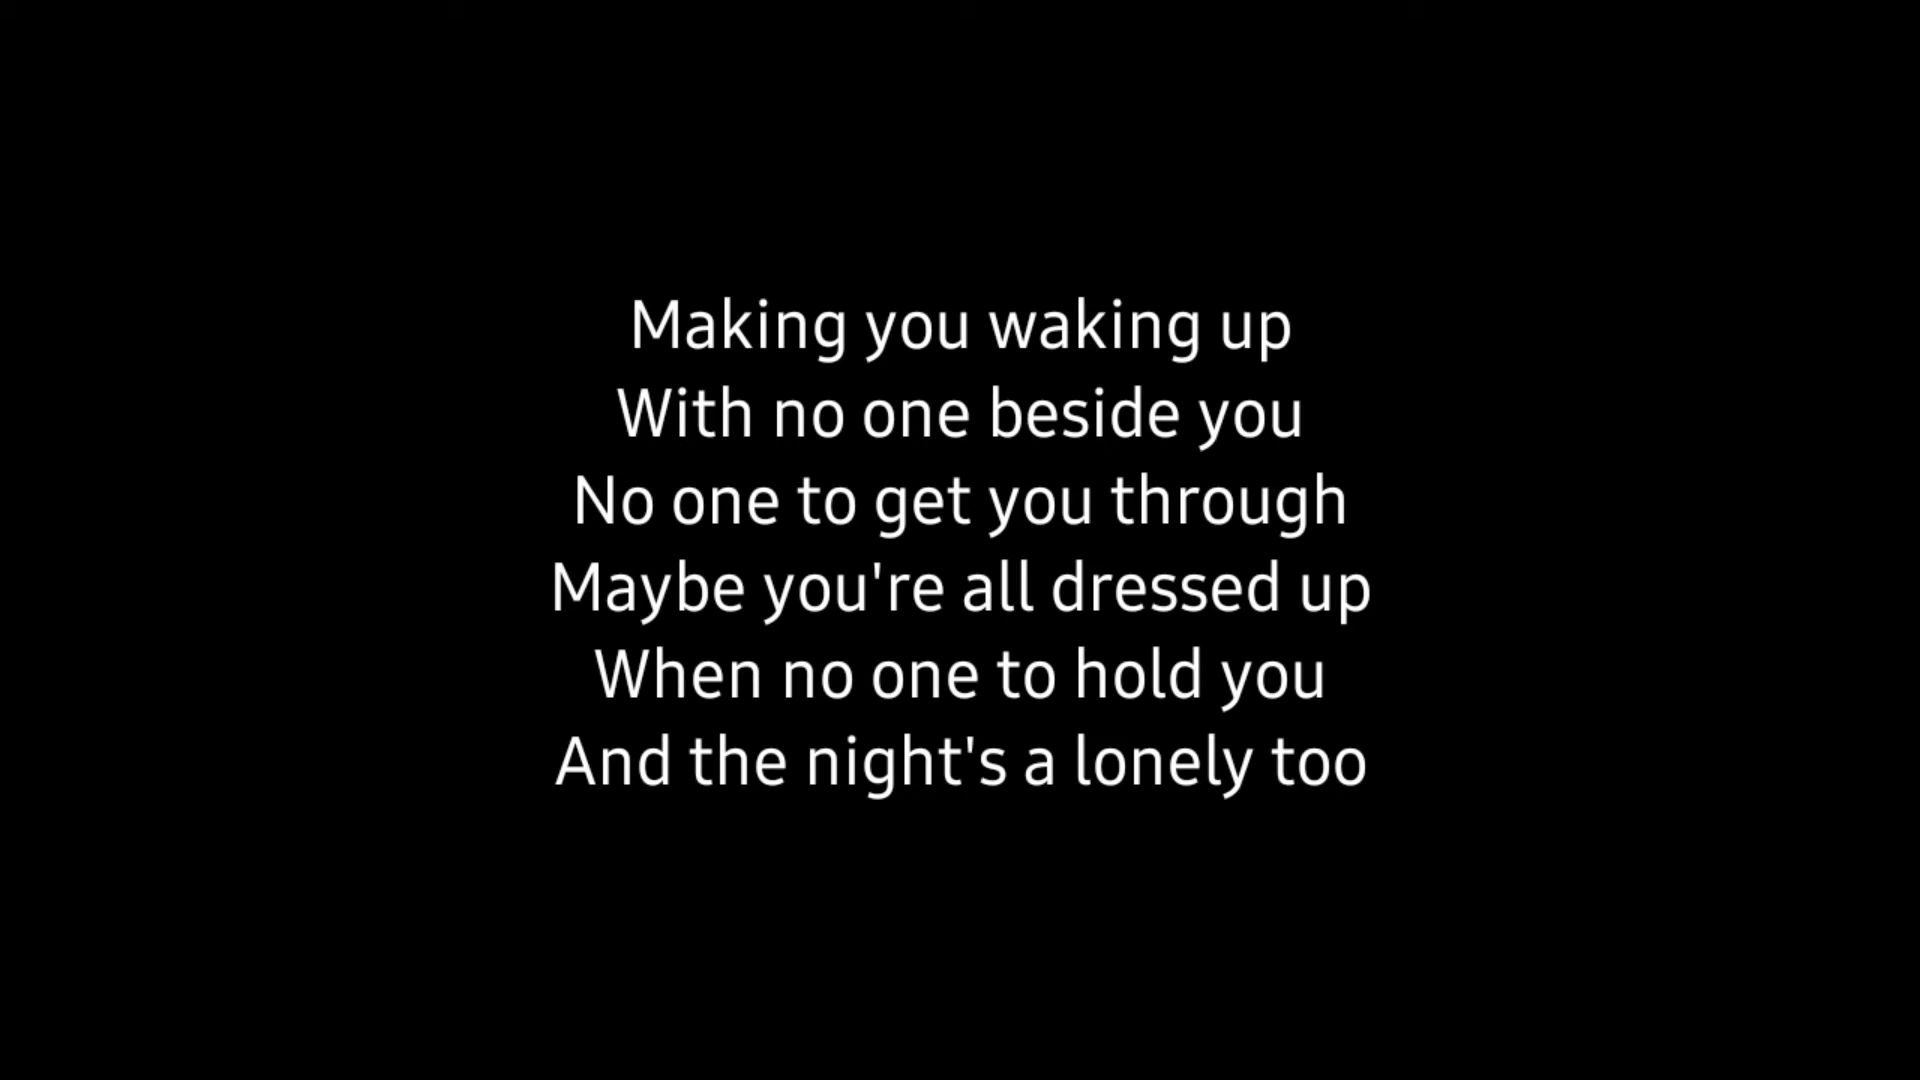 Making you waking up
With no one beside you
No one to get you through
Maybe you're all dressed up
When no one to hold you
And the night's a lonely too